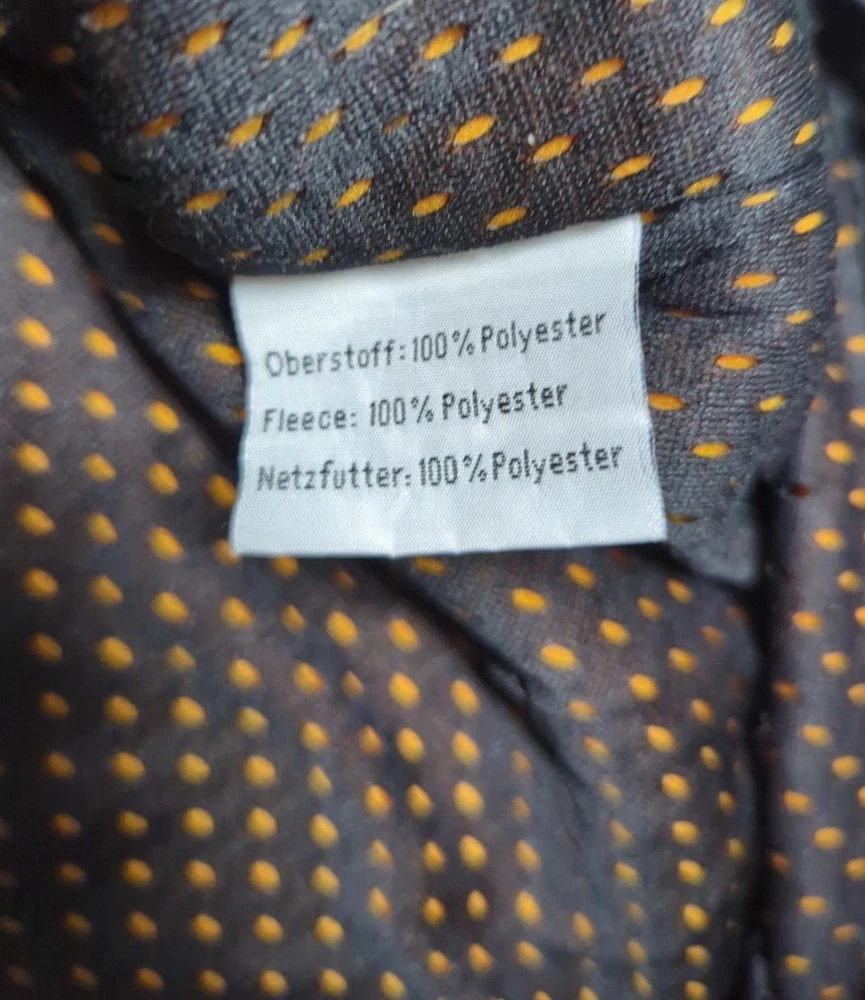 Oberstoff: 100% Polyester
Fleece: 100% Polyester
Netzfutter: 100% Polyester